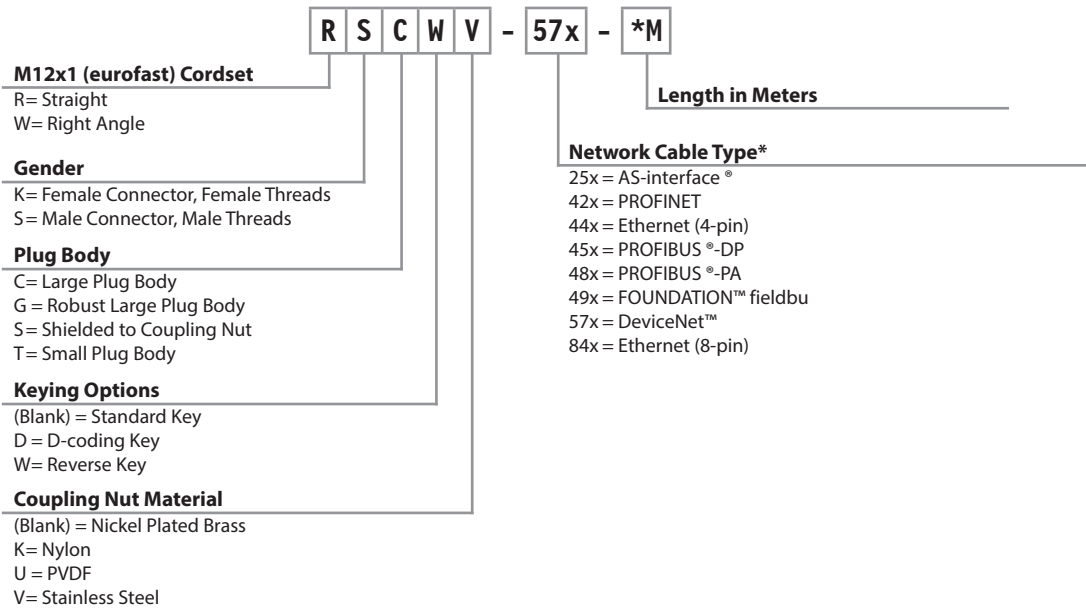 R S C W V - 57x - *M
M12x1 (eurofast) Cordset
R= Straight
W= Right Angle
Gender
K= Female Connector, Female Threads
S= Male Connector, Male Threads
Plug Body
C= Large Plug Body
G = Robust Large Plug Body
S= Shielded to Coupling Nut
T= Small Plug Body
Keying Options
(Blank) = Standard Key
D = D-coding Key
W= Reverse Key
Coupling Nut Material
(Blank) = Nickel Plated Brass
K= Nylon
U = PVDF
V= Stainless Steel
Length in Meters
Network Cable Type*
25x = AS-interface ®
42x = PROFINET
44x = Ethernet (4-pin)
45x = PROFIBUS ®-DP
48x = PROFIBUS ®-PA
49x = FOUNDATION™ fieldbu
57x = DeviceNet™
84x = Ethernet (8-pin)